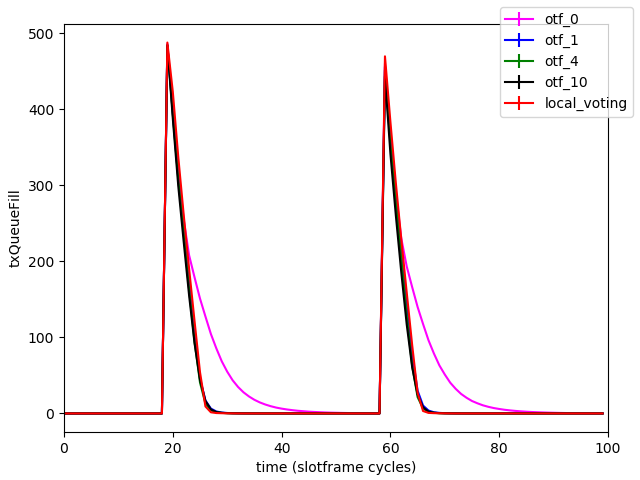 otf_0
otf_1
otf_4
otf_10
local_voting
500
400
300
200
100
0
txQueueFill
0 20 40 60 80 100
time (slotframe cycles)